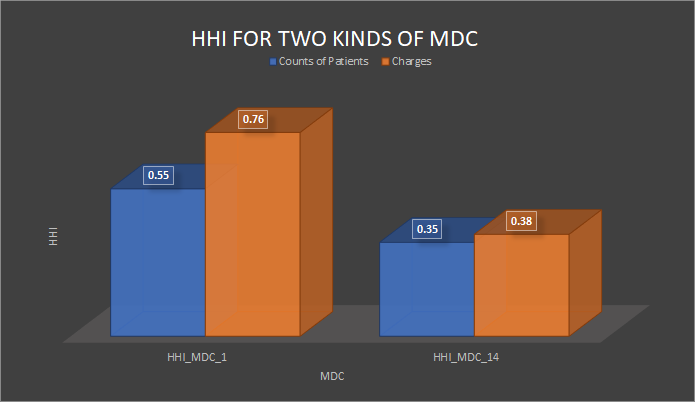 HHI FOR TWO KINDS OF MDC
Counts of Patients Charges
0.76
0.55
0.38
0.35
HHI
HHI_MDC_1 HHI_MDC_14
MDC